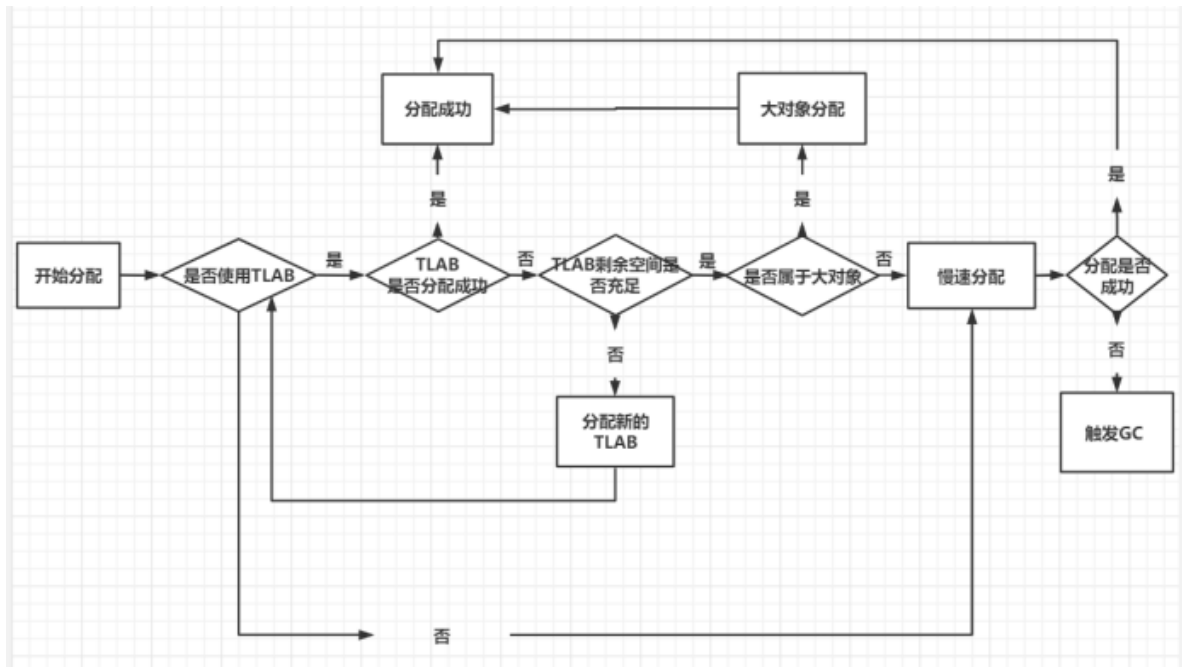 分配成功
大对象分配
是
是
是
开始分配
是否使用TLAB
是
TLAB
是否分配成功
否
TLAB剩余空间是
否充足
是
是否属于大对象
否
慢速分配
分配是否
成功
否
否
分配新的
TLAB
触发GC
否